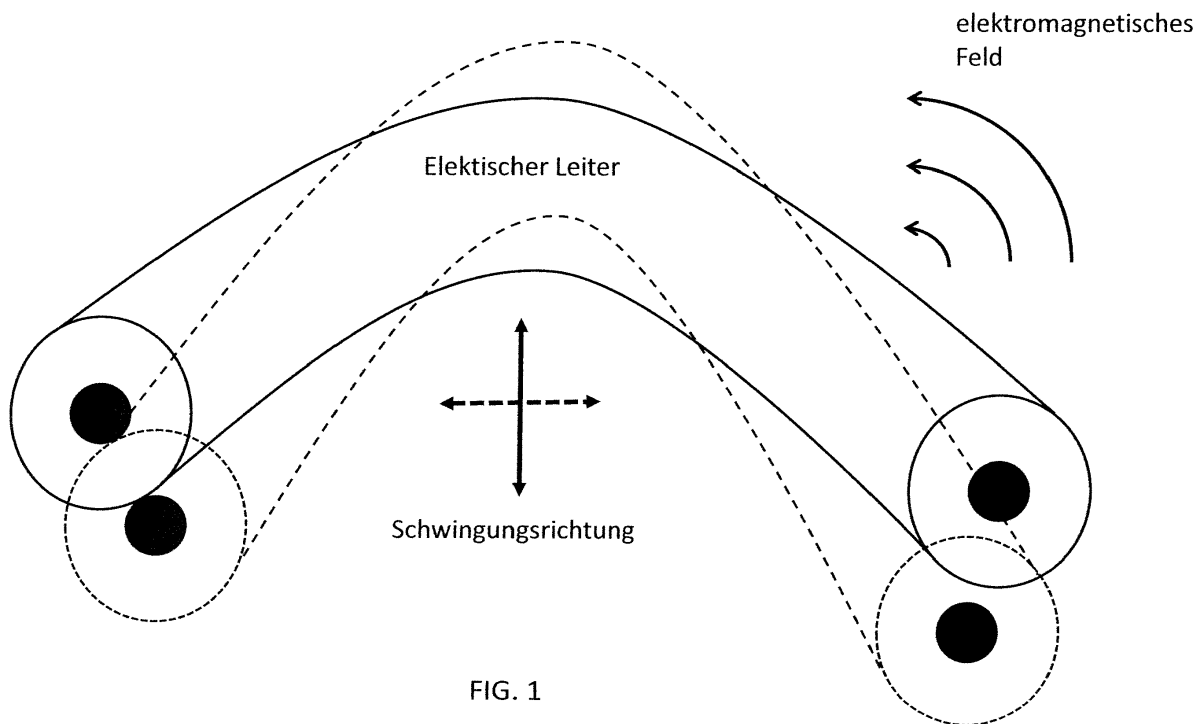 elektromagnetisches
Feld
Elektischer Leiter
Schwingungsrichtung
FIG. 1